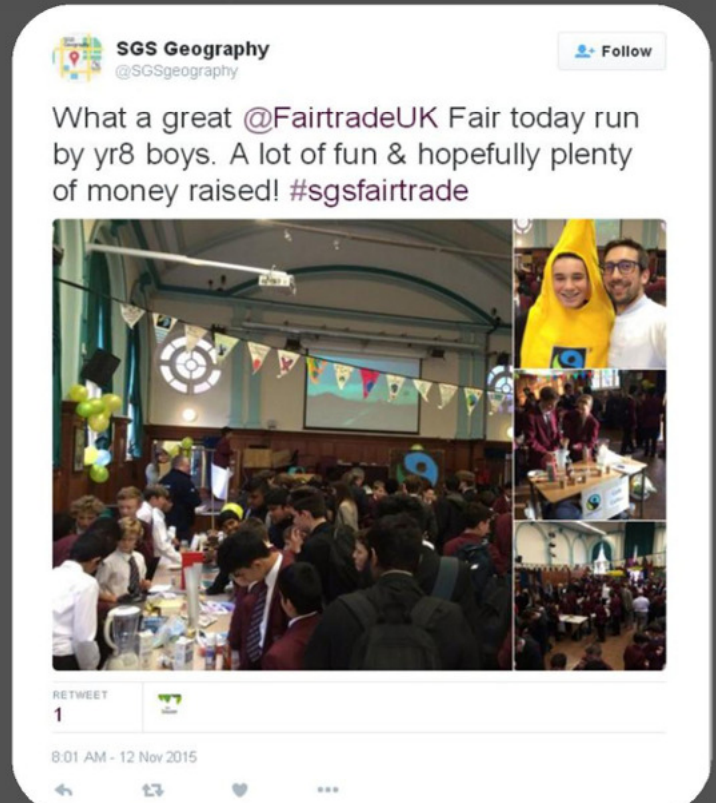 SGS Geography
Follow
@SGSgeography
What a great @FairtradeUK Fair today run
by yr8 boys. A lot of fun & hopefully plenty
of money raised! #sgsfairtrade
RETWEET
1
8:01 AM - 12 Nov 2015